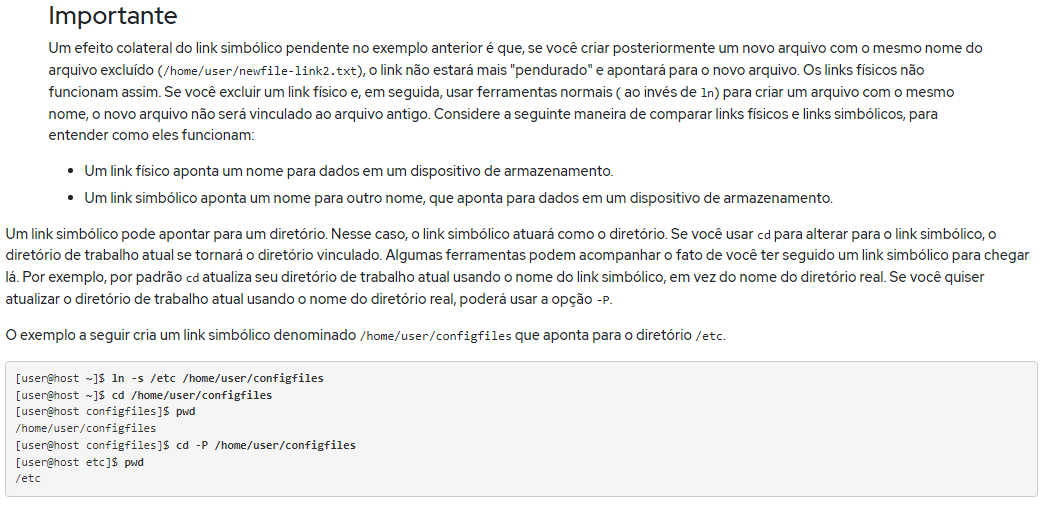 Importante
Um efeito colateral do link simbólico pendente no exemplo anterior é que, se você criar posteriormente um novo arquivo com o mesmo nome do
arquivo excluído (/home/user/newfile-link2.txt), o link não estará mais "pendurado" e apontará para o novo arquivo. Os links físicos não
funcionam assim. Se você excluir um link físico e, em seguida, usar ferramentas normais ( ao invés de ln) para criar um arquivo com o mesmo
nome, o novo arquivo não será vinculado ao arquivo antigo. Considere a seguinte maneira de comparar links físicos e links simbólicos, para
entender como eles funcionam:
• Um link físico aponta um nome para dados em um dispositivo de armazenamento.
• Um link simbólico aponta um nome para outro nome, que aponta para dados em um dispositivo de armazenamento.
Um link simbólico pode apontar para um diretório. Nesse caso, o link simbólico atuará como o diretório. Se você usar cd para alterar para o link simbólico, o
diretório de trabalho atual se tornará o diretório vinculado. Algumas ferramentas podem acompanhar o fato de você ter seguido um link simbólico para chegar
lá. Por exemplo, por padrão cd atualiza seu diretório de trabalho atual usando o nome do link simbólico, em vez do nome do diretório real. Se você quiser
atualizar o diretório de trabalho atual usando o nome do diretório real, poderá usar a opção -P.
O exemplo a seguir cria um link simbólico denominado /home/user/configfiles que aponta para o diretório /etc.
[user@host ~]$ ln -s /etc /home/user/configfiles
[user@host ~]$ cd /home/user/configfiles
[user@host configfiles]$ pwd
/home/user/configfiles
[user@host configfiles]$ cd -P /home/user/configfiles
[user@host etc]$ pwd
/etc